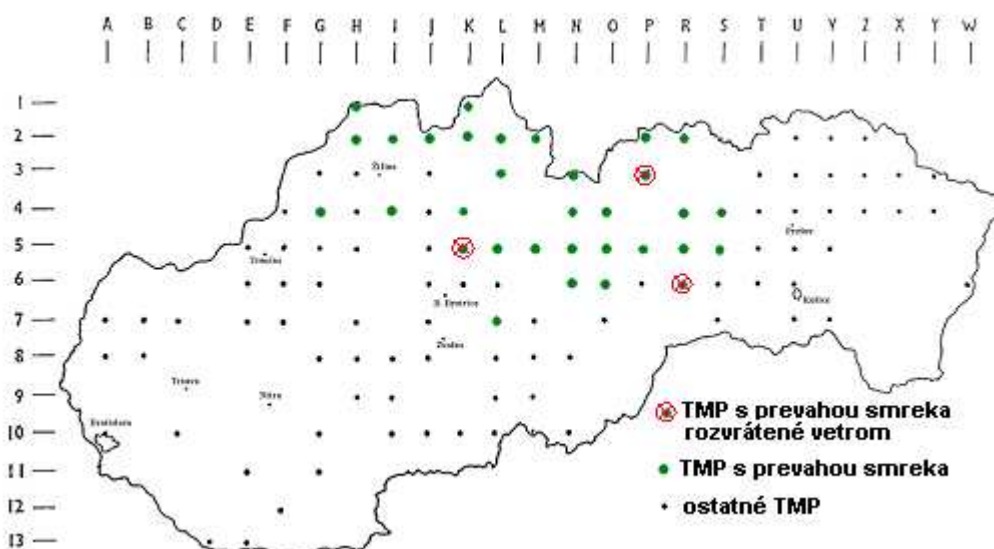 A B C D E F G H I J K L M N O P R S T U Y Z X Y W
1
2
3
Žilina
4
Prešov
5
Trenčín
6
B. Bystrica
Košice
7
Zvolen
8
Trnava
9
Nitra
TMP s prevahou smreka
rozvrátené vetrom
Bratislava
10
TMP s prevahou smreka
11
ostatné TMP
12
13